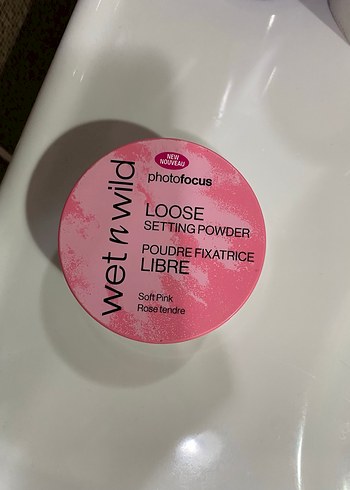 NEW
NOUVEAU
photofocus
wet n wild
LOOSE
SETTING POWDER
POUDRE FIXATRICE
LIBRE
Soft Pink
Rose tendre